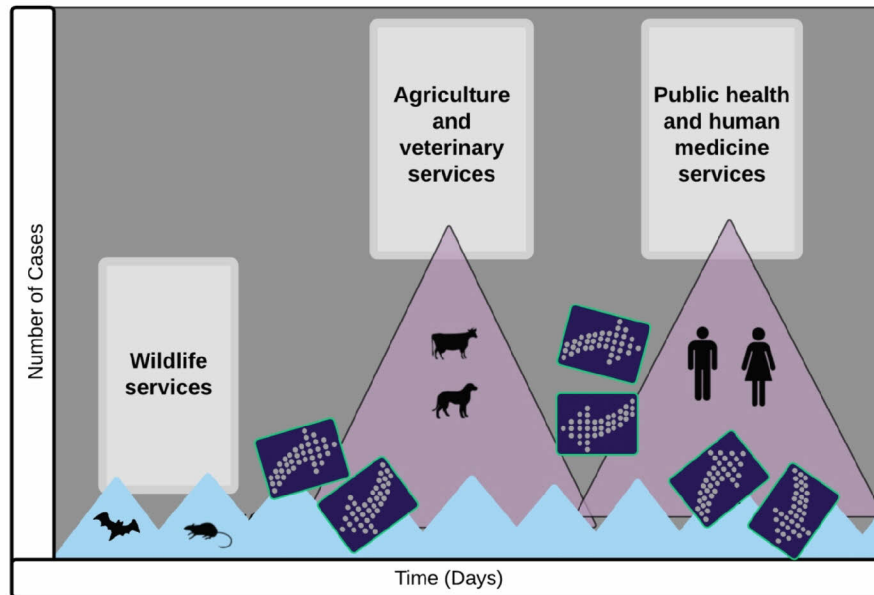 Number of Cases
Wildlife
services
Agriculture
and
veterinary
services
Public health
and human
medicine
services
Time (Days)